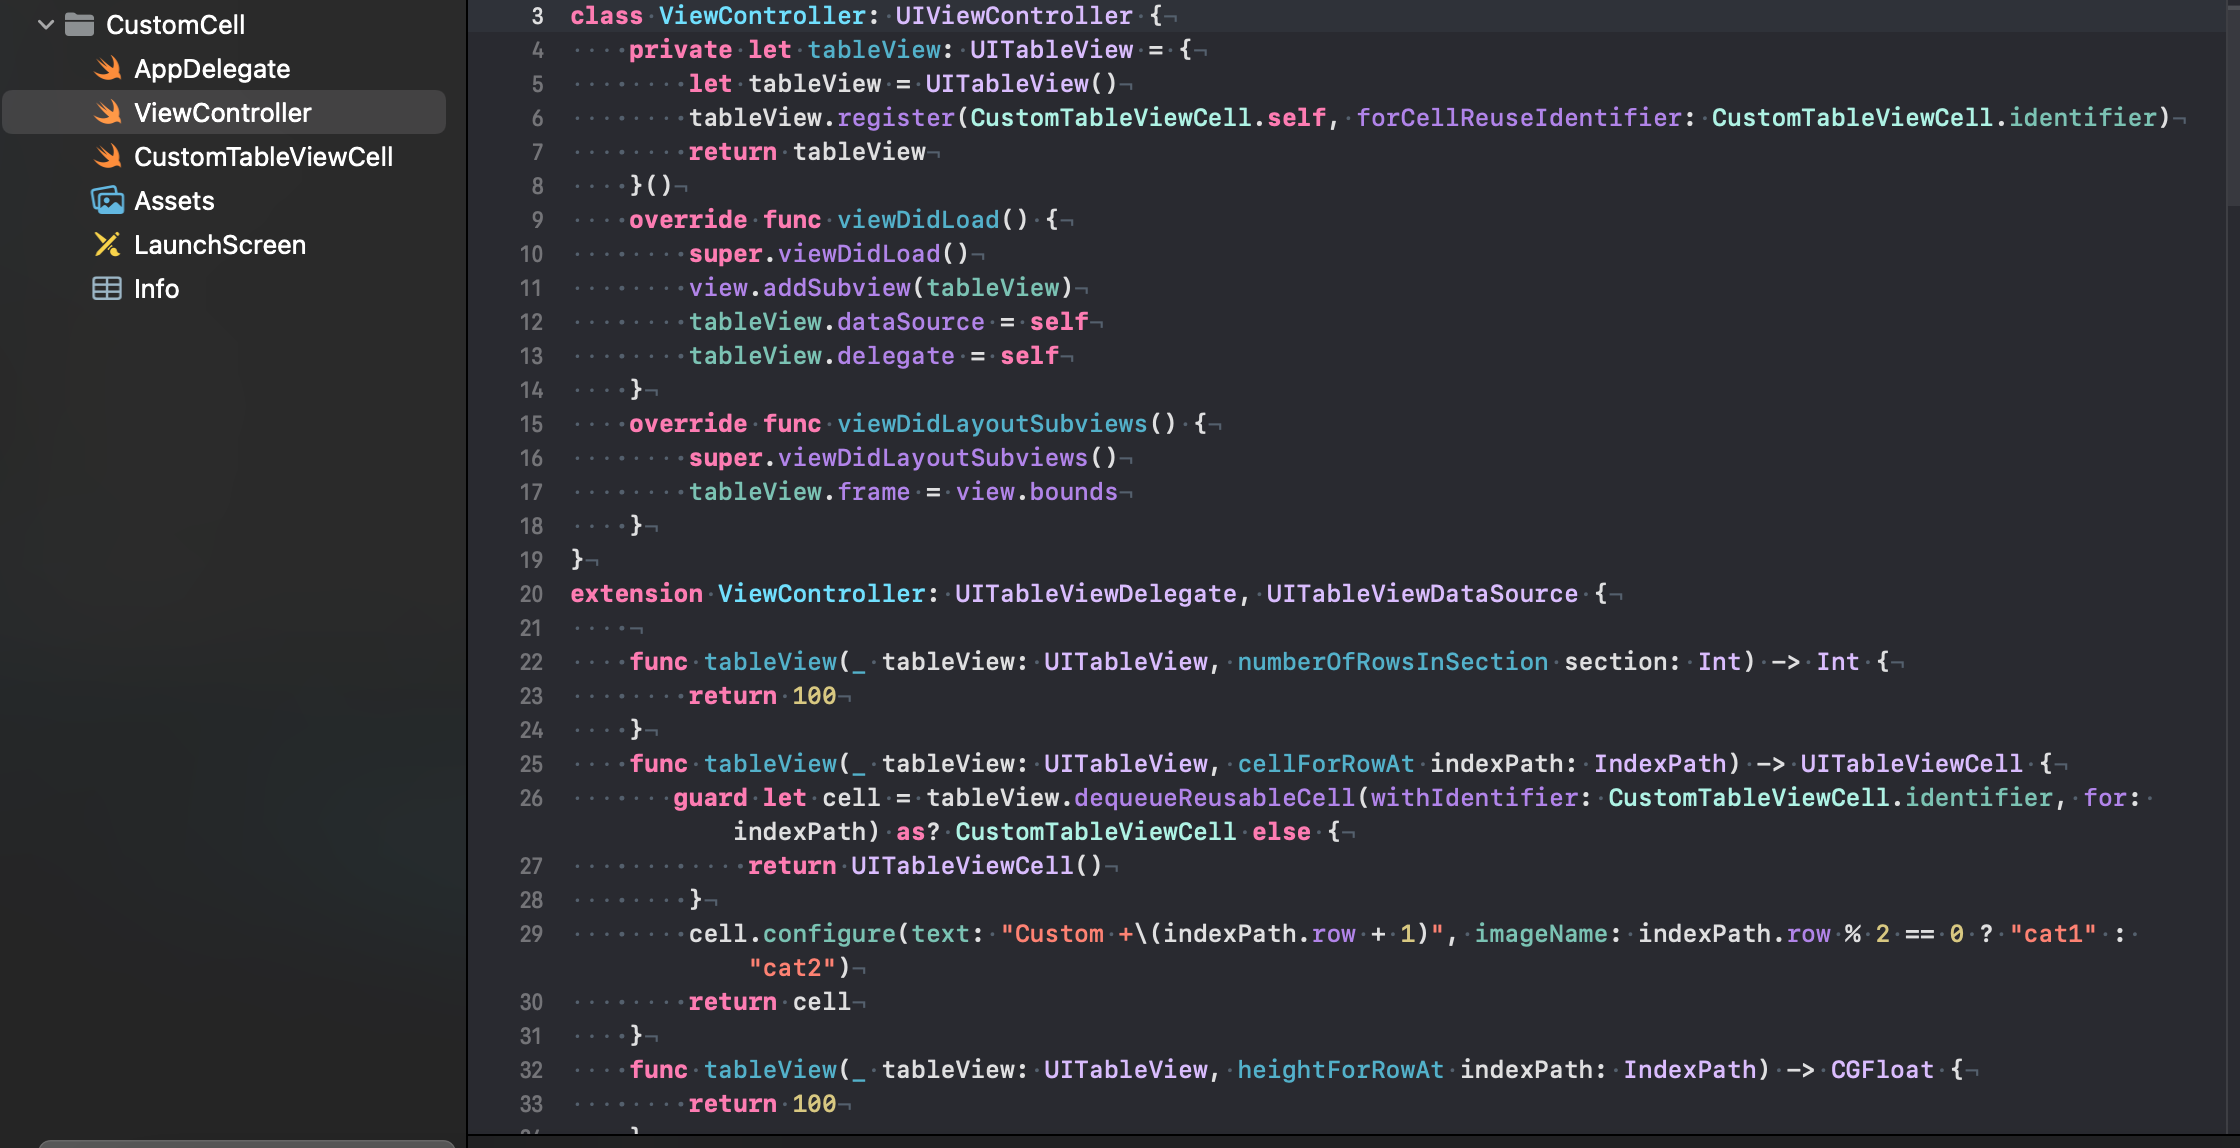 CustomCell
AppDelegate
ViewController
CustomTableViewCell
Assets
LaunchScreen
Info
3 class ViewController: UIViewController {
4 private let tableView: UITableView = {
5 let tableView = UITableView()
6 tableView.register(CustomTableViewCell.self, forCellReuseIdentifier: CustomTableViewCell.identifier)
7 return tableView
8 }()
9 override func viewDidLoad() {
10 super.viewDidLoad()
11 view.addSubview(tableView)
12 tableView.dataSource = self
13 tableView.delegate = self
14 }
15 override func viewDidLayoutSubviews() {
16 super.viewDidLayoutSubviews()
17 tableView.frame = view.bounds
18 }
19 }
20 extension ViewController: UITableViewDelegate, UITableViewDataSource {
21
22 func tableView(_ tableView: UITableView, numberOfRowsInSection section: Int) -> Int {
23 return 100
24 }
25 func tableView(_ tableView: UITableView, cellForRowAt indexPath: IndexPath) -> UITableViewCell {
26 guard let cell = tableView.dequeueReusableCell(withIdentifier: CustomTableViewCell.identifier, for:
indexPath) as? CustomTableViewCell else {
27 return UITableViewCell()
28 }
29 cell.configure(text: "Custom +\(indexPath.row + 1)", imageName: indexPath.row % 2 == 0 ? "cat1" :
"cat2")
30 return cell
31 }
32 func tableView(_ tableView: UITableView, heightForRowAt indexPath: IndexPath) -> CGFloat {
33 return 100